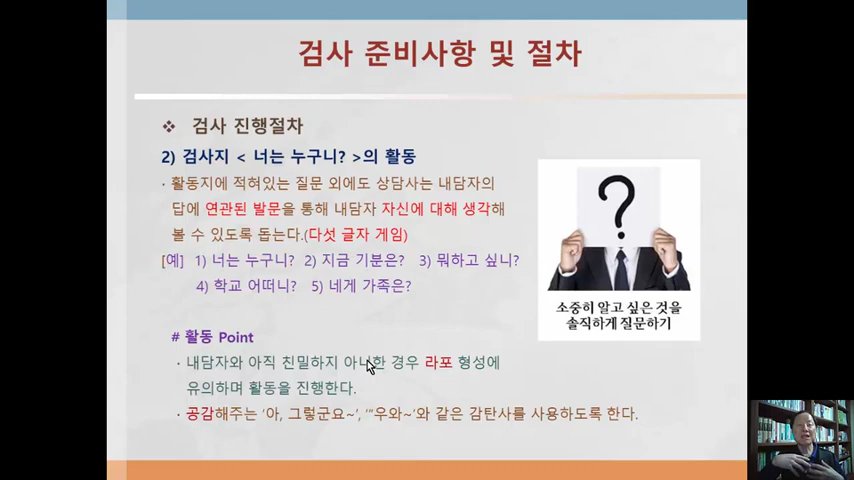 검사 준비사항 및 절차
❖ 검사 진행절차
2) 검사지 < 너는 누구니? >의 활동
· 활동지에 적혀있는 질문 외에도 상담사는 내담자의
답에 연관된 발문을 통해 내담자 자신에 대해 생각해
볼 수 있도록 돕는다.(다섯 글자 게임)
[예] 1) 너는 누구니? 2) 지금 기분은? 3) 뭐하고 싶니?
4) 학교 어떠니? 5) 네게 가족은?
?
소중히 알고 싶은 것을
솔직하게 질문하기
# 활동 Point
· 내담자와 아직 친밀하지 아니한 경우 라포 형성에
유의하며 활동을 진행한다.
· 공감해주는 '아, 그렇군요~', '“우와~'와 같은 감탄사를 사용하도록 한다.